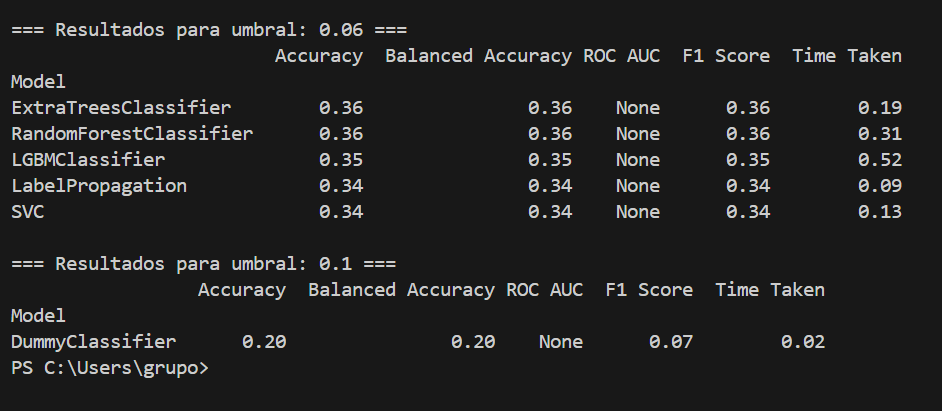 === Resultados para umbral: 0.06 ===
Accuracy Balanced Accuracy ROC AUC F1 Score Time Taken
Model
ExtraTreesClassifier 0.36 0.36 None 0.36 0.19
RandomForestClassifier 0.36 0.36 None 0.36 0.31
LGBMClassifier 0.35 0.35 None 0.35 0.52
LabelPropagation 0.34 0.34 None 0.34 0.09
SVC 0.34 0.34 None 0.34 0.13
=== Resultados para umbral: 0.1 ===
Accuracy Balanced Accuracy ROC AUC F1 Score Time Taken
Model
DummyClassifier 0.20 0.20 None 0.07 0.02
PS C:\Users\grupo>